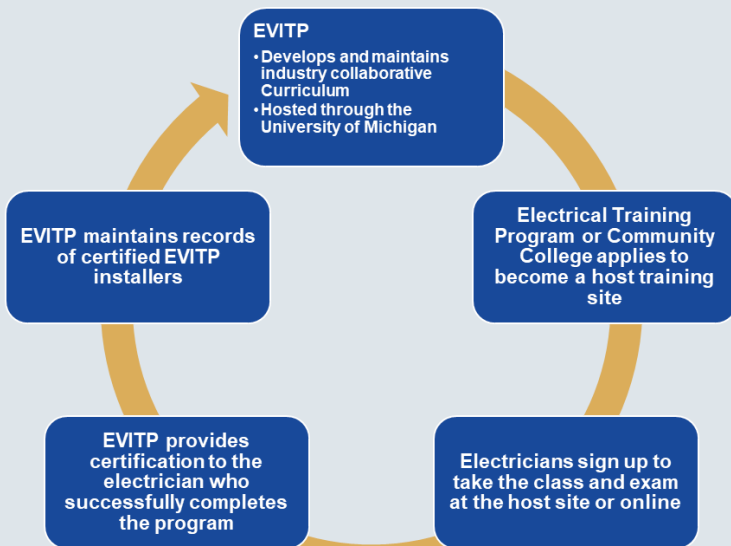 EVITP
•Develops and maintains
industry collaborative
Curriculum
•Hosted through the
University of Michigan
Electrical Training
Program or Community
College applies to
become a host training
site
Electricians sign up to
take the class and exam
at the host site or online
EVITP provides
certification to the
electrician who
successfully completes
the program
EVITP maintains records
of certified EVITP
installers